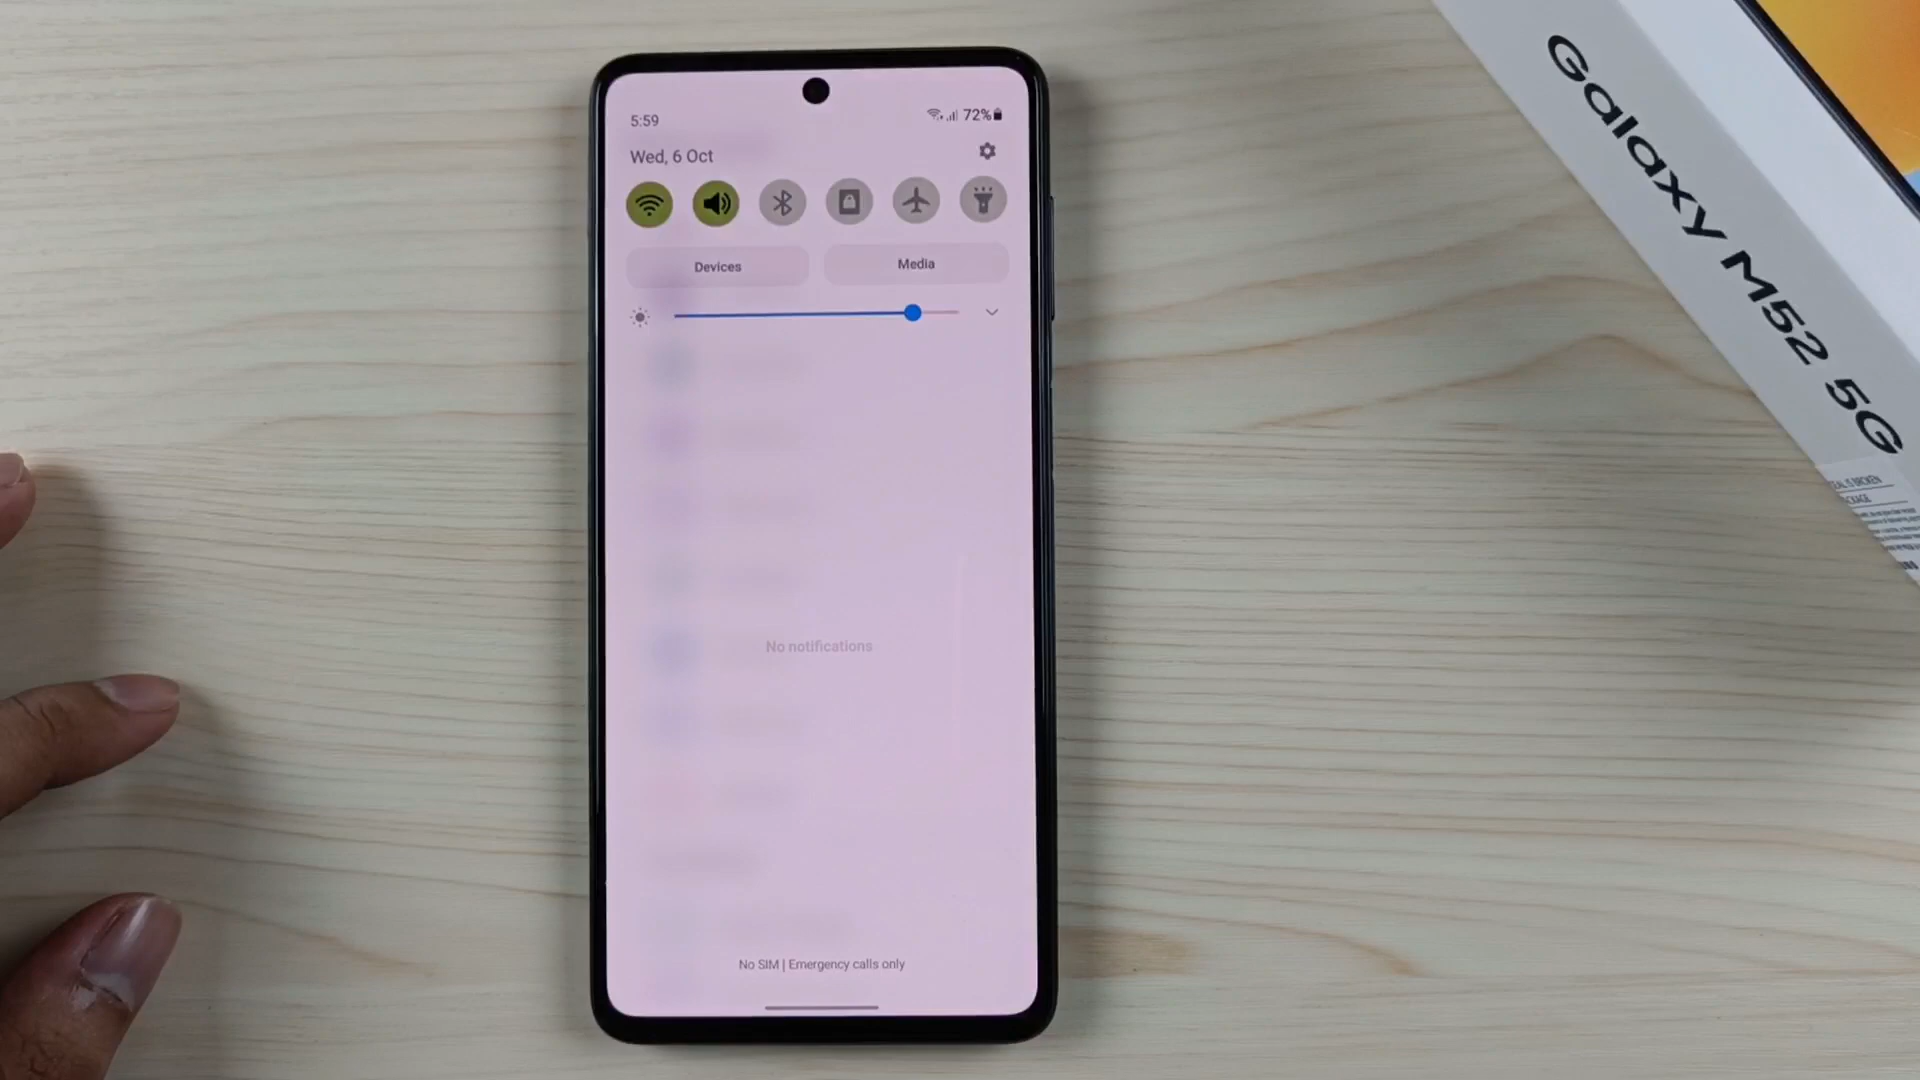 5:59
72%
Wed, 6 Oct
Devices
Media
No notifications
No SIM | Emergency calls only
Galaxy M52 5G